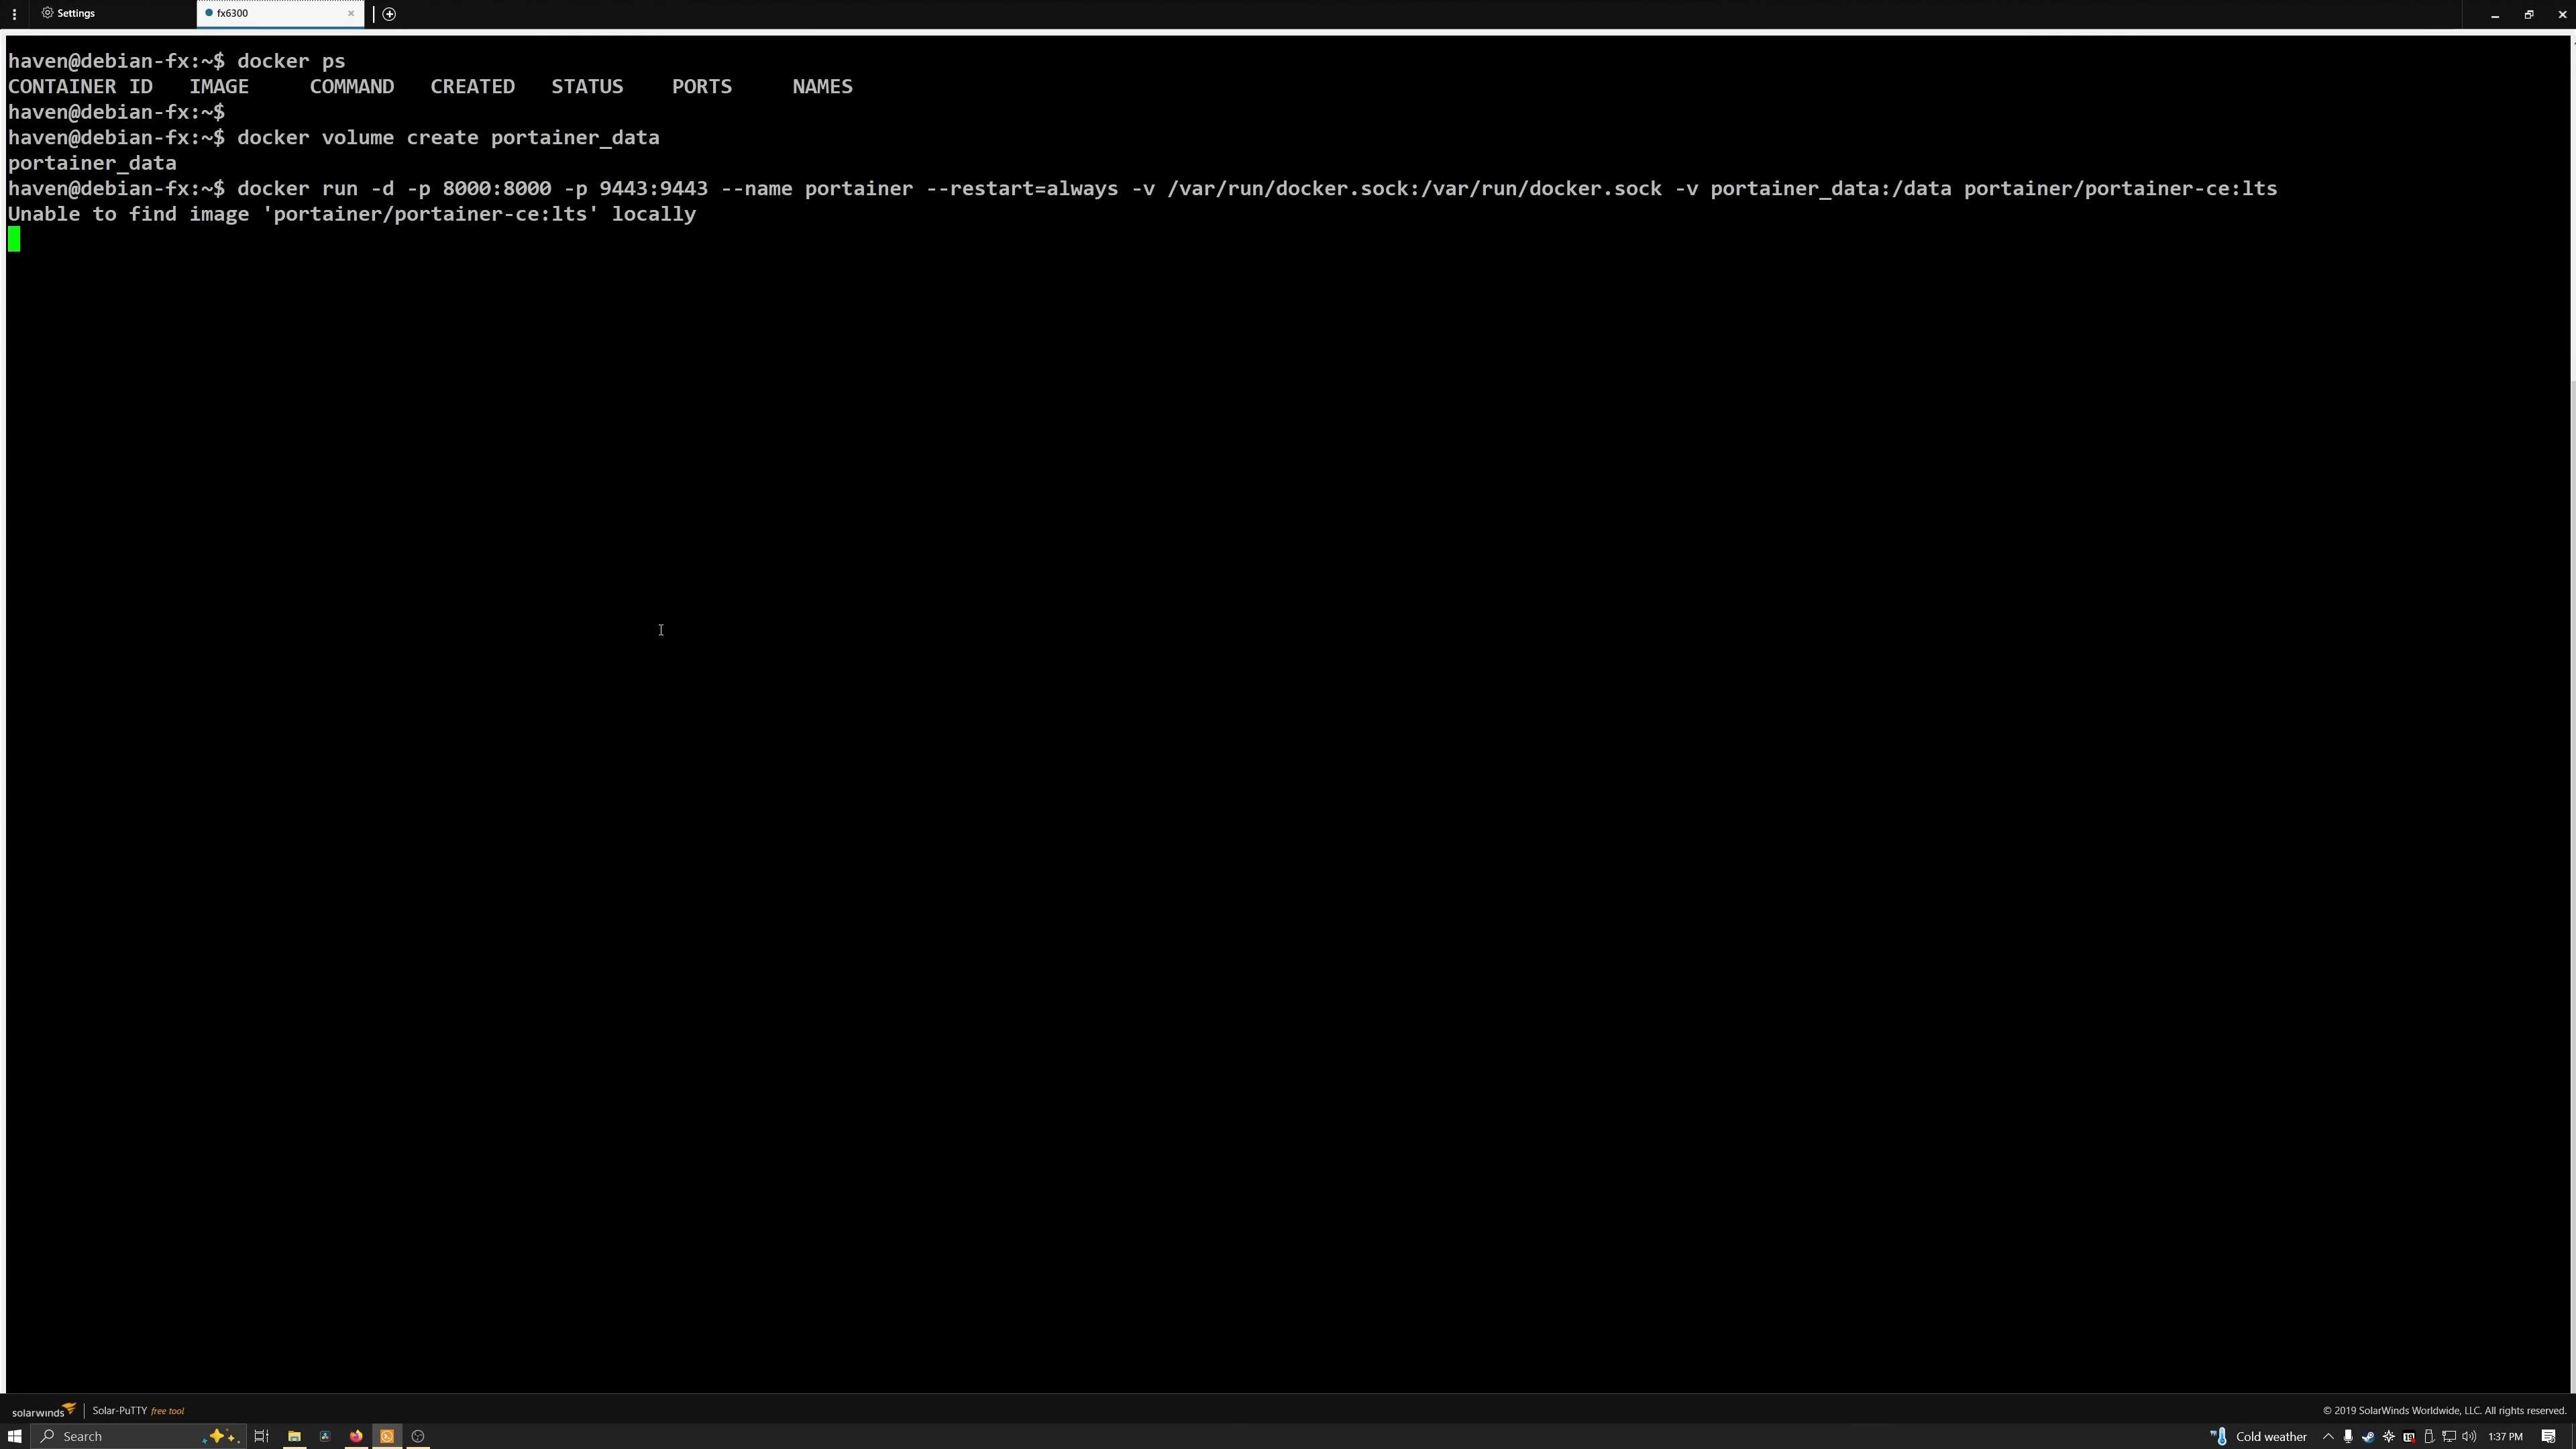 Settings
fx6300
haven@debian-fx:~$ docker ps
CONTAINER ID   IMAGE     COMMAND   CREATED   STATUS    PORTS     NAMES
haven@debian-fx:~$
haven@debian-fx:~$ docker volume create portainer_data
portainer_data
haven@debian-fx:~$ docker run -d -p 8000:8000 -p 9443:9443 --name portainer --restart=always -v /var/run/docker.sock:/var/run/docker.sock -v portainer_data:/data portainer/portainer-ce:lts
Unable to find image 'portainer/portainer-ce:lts' locally
solarwinds
Solar-PuTTY free tool
© 2019 SolarWinds Worldwide, LLC. All rights reserved.
Search
Cold weather
1:37 PM